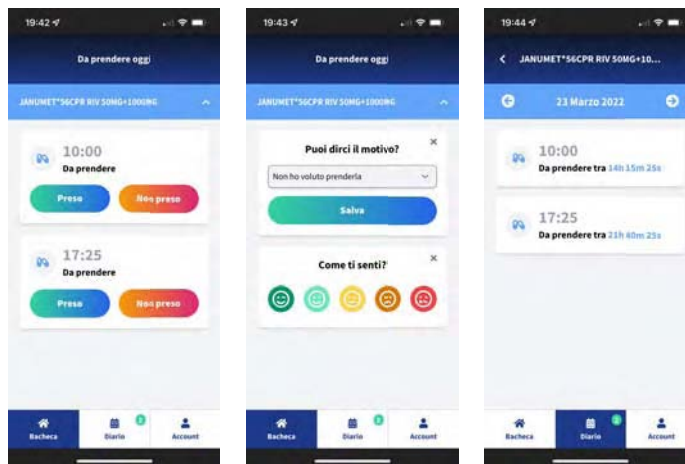 19:42
Da prendere oggi
JANUMET*56CPR RIV 50MG+1000MG
10:00
Da prendere
Preso
Non preso
17:25
Da prendere
Preso
Non preso
Bacheca
Diario
2
Account
19:43
Da prendere oggi
JANUMET*56CPR RIV 50MG+1000MG
Puoi dirci il motivo?
×
Non ho voluto prenderla
Salva
Come ti senti?
×
Bacheca
Diario
2
Account
19:44
JANUMET*56CPR RIV 50MG+10...
23 Marzo 2022
10:00
Da prendere tra 14h 15m 25s
17:25
Da prendere tra 21h 40m 25s
Bacheca
Diario
Account